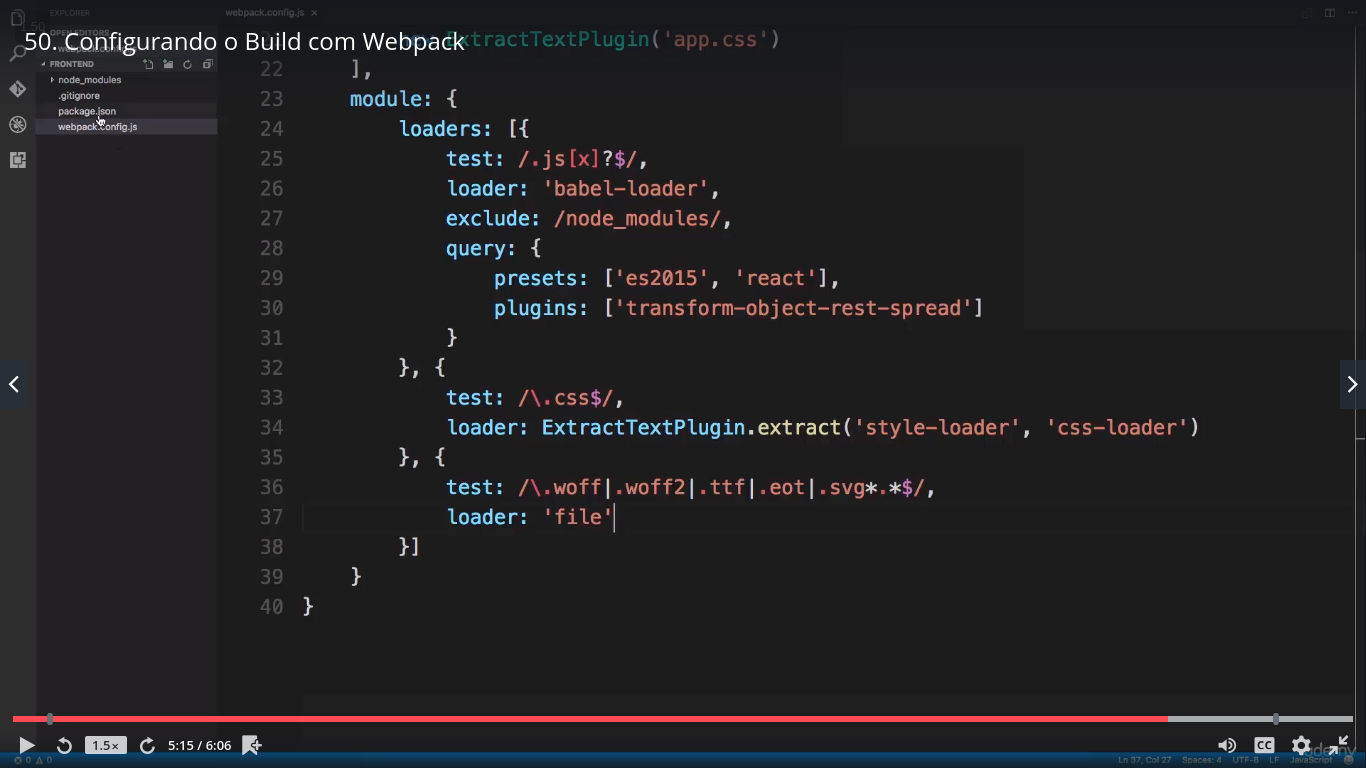 EXPLORER
webpack.config.js ×
OPEN EDITORS
50. Configurando o Build com Webpack
FRONTEND
node_modules
.gitignore
package.json
webpack.config.js
ExtractTextPlugin('app.css')
22 ],
23 module: {
24 loaders: [{
25 test: /.js[x]?$/,
26 loader: 'babel-loader',
27 exclude: /node_modules/,
28 query: {
29 presets: ['es2015', 'react'],
30 plugins: ['transform-object-rest-spread']
31 }
32 }, {
33 test: /\.css$/,
34 loader: ExtractTextPlugin.extract('style-loader', 'css-loader')
35 }, {
36 test: /\.woff|.woff2|.ttf|.eot|.svg*.*$/,
37 loader: 'file'
38 }]
39 }
40 }
1.5× 5:15 / 6:06 CC
0 0 Ln 37, Col 27 Spaces: 4 UTF-8 LF JavaScript
udemy